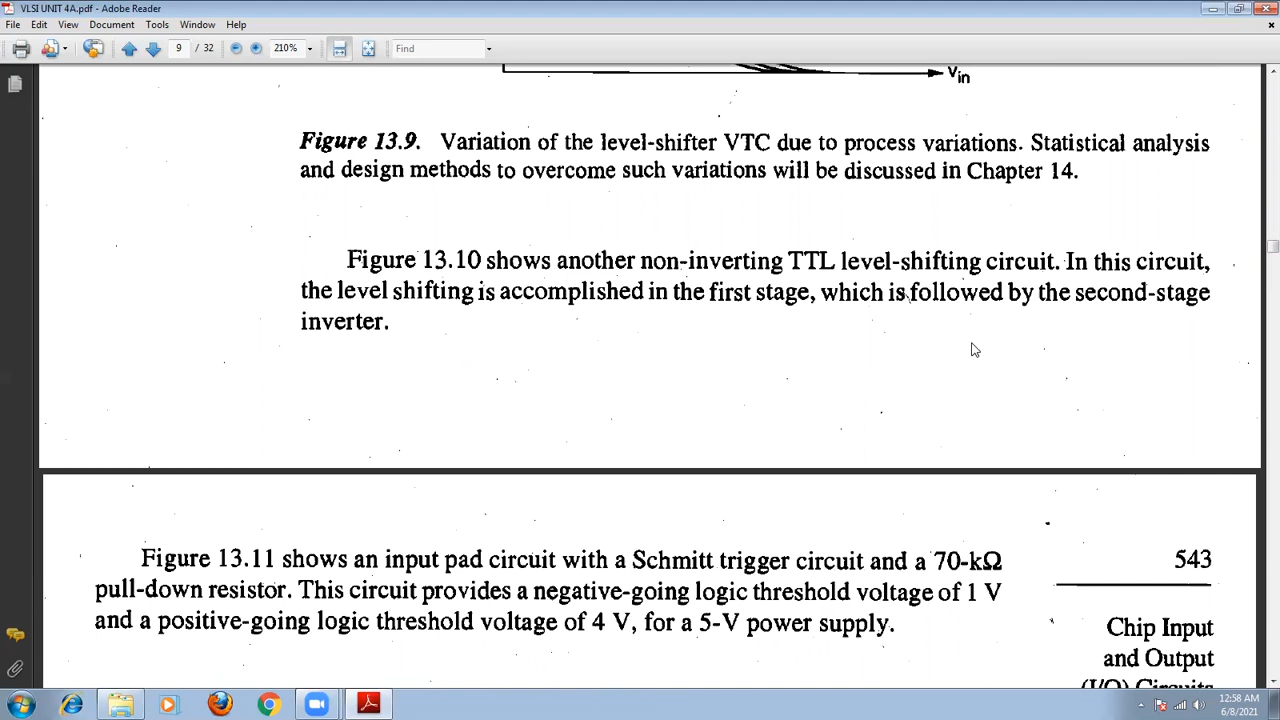 VLSI UNIT 4A.pdf - Adobe Reader
File Edit View Document Tools Window Help
9 / 32 210% Find
Vin
Figure 13.9. Variation of the level-shifter VTC due to process variations. Statistical analysis
and design methods to overcome such variations will be discussed in Chapter 14.
Figure 13.10 shows another non-inverting TTL level-shifting circuit. In this circuit,
the level shifting is accomplished in the first stage, which is followed by the second-stage
inverter.
Figure 13.11 shows an input pad circuit with a Schmitt trigger circuit and a 70-kΩ
pull-down resistor. This circuit provides a negative-going logic threshold voltage of 1 V
and a positive-going logic threshold voltage of 4 V, for a 5-V power supply.
543
Chip Input
and Output
(I/O) Circuits
12:58 AM
6/8/2021